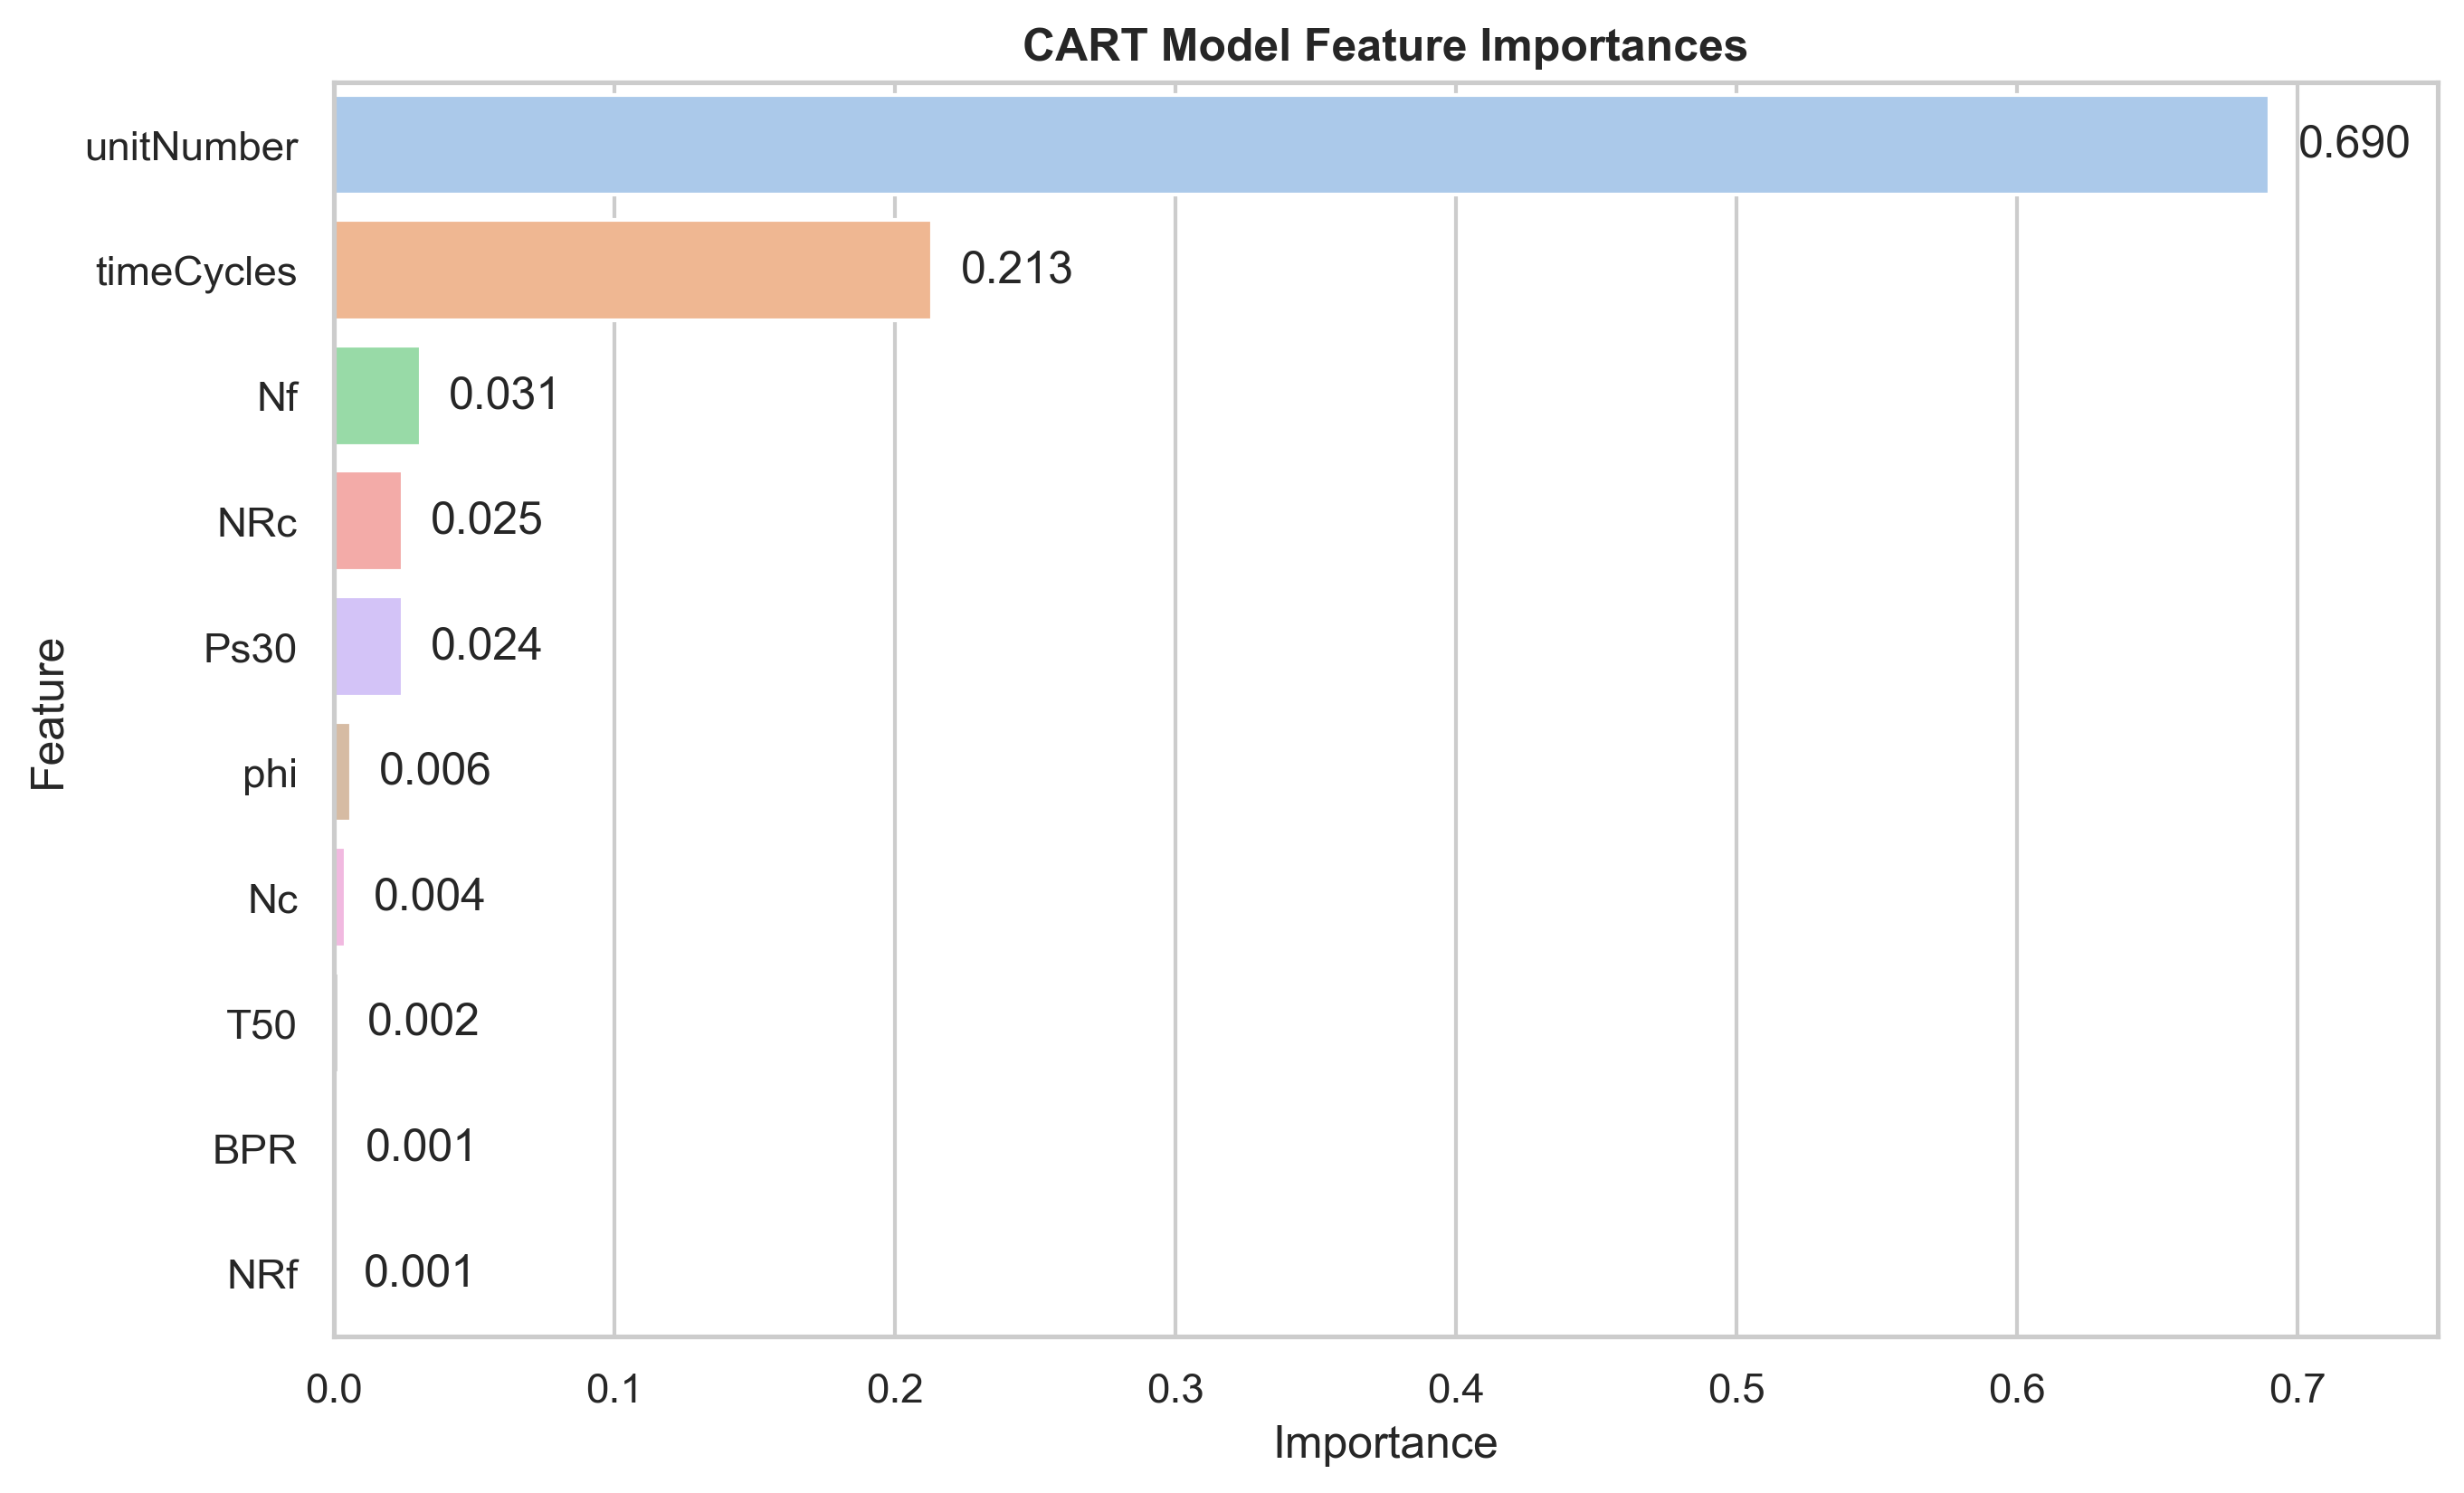 CART Model Feature Importances
unitNumber 0.690
timeCycles 0.213
Nf 0.031
NRc 0.025
Ps30 0.024
phi 0.006
Nc 0.004
T50 0.002
BPR 0.001
NRf 0.001
Feature
0.0 0.1 0.2 0.3 0.4 0.5 0.6 0.7
Importance